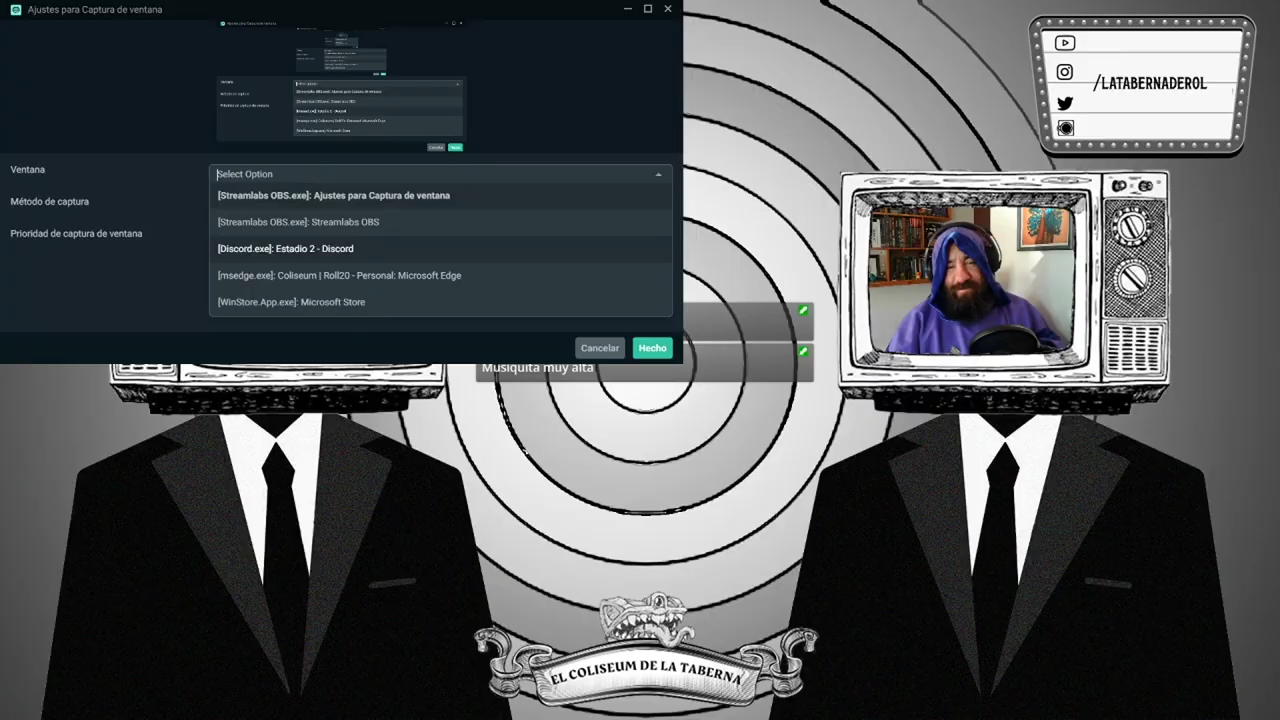 Ajustes para Captura de ventana
Ventana
Select Option
[Streamlabs OBS.exe]: Ajustes para Captura de ventana
Método de captura
[Streamlabs OBS.exe]: Streamlabs OBS
Prioridad de captura de ventana
[Discord.exe]: Estadio 2 - Discord
[msedge.exe]: Coliseum | Roll20 - Personal: Microsoft Edge
[WinStore.App.exe]: Microsoft Store
Cancelar
Hecho
Musiquita muy alta
/LATABERNADEROL
EL COLISEUM DE LA TABERNA